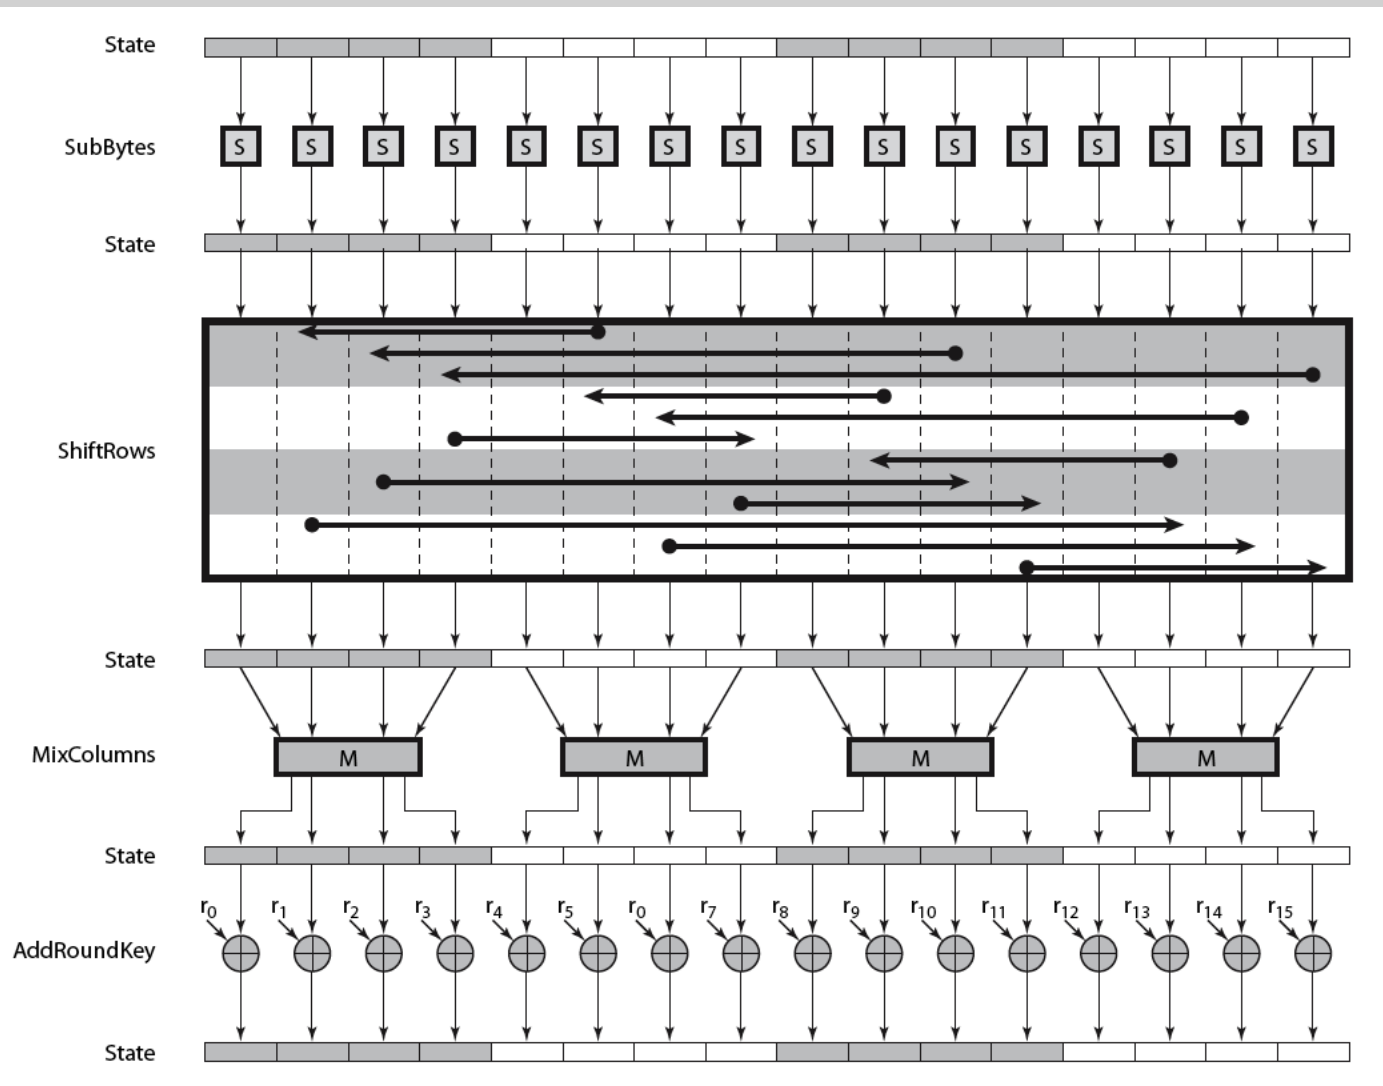 State
SubBytes S S S S S S S S S S S S S S S S
State
ShiftRows
State
MixColumns M M M M
State
r0 r1 r2 r3 r4 r5 r0 r7 r8 r9 r10 r11 r12 r13 r14 r15
AddRoundKey
State